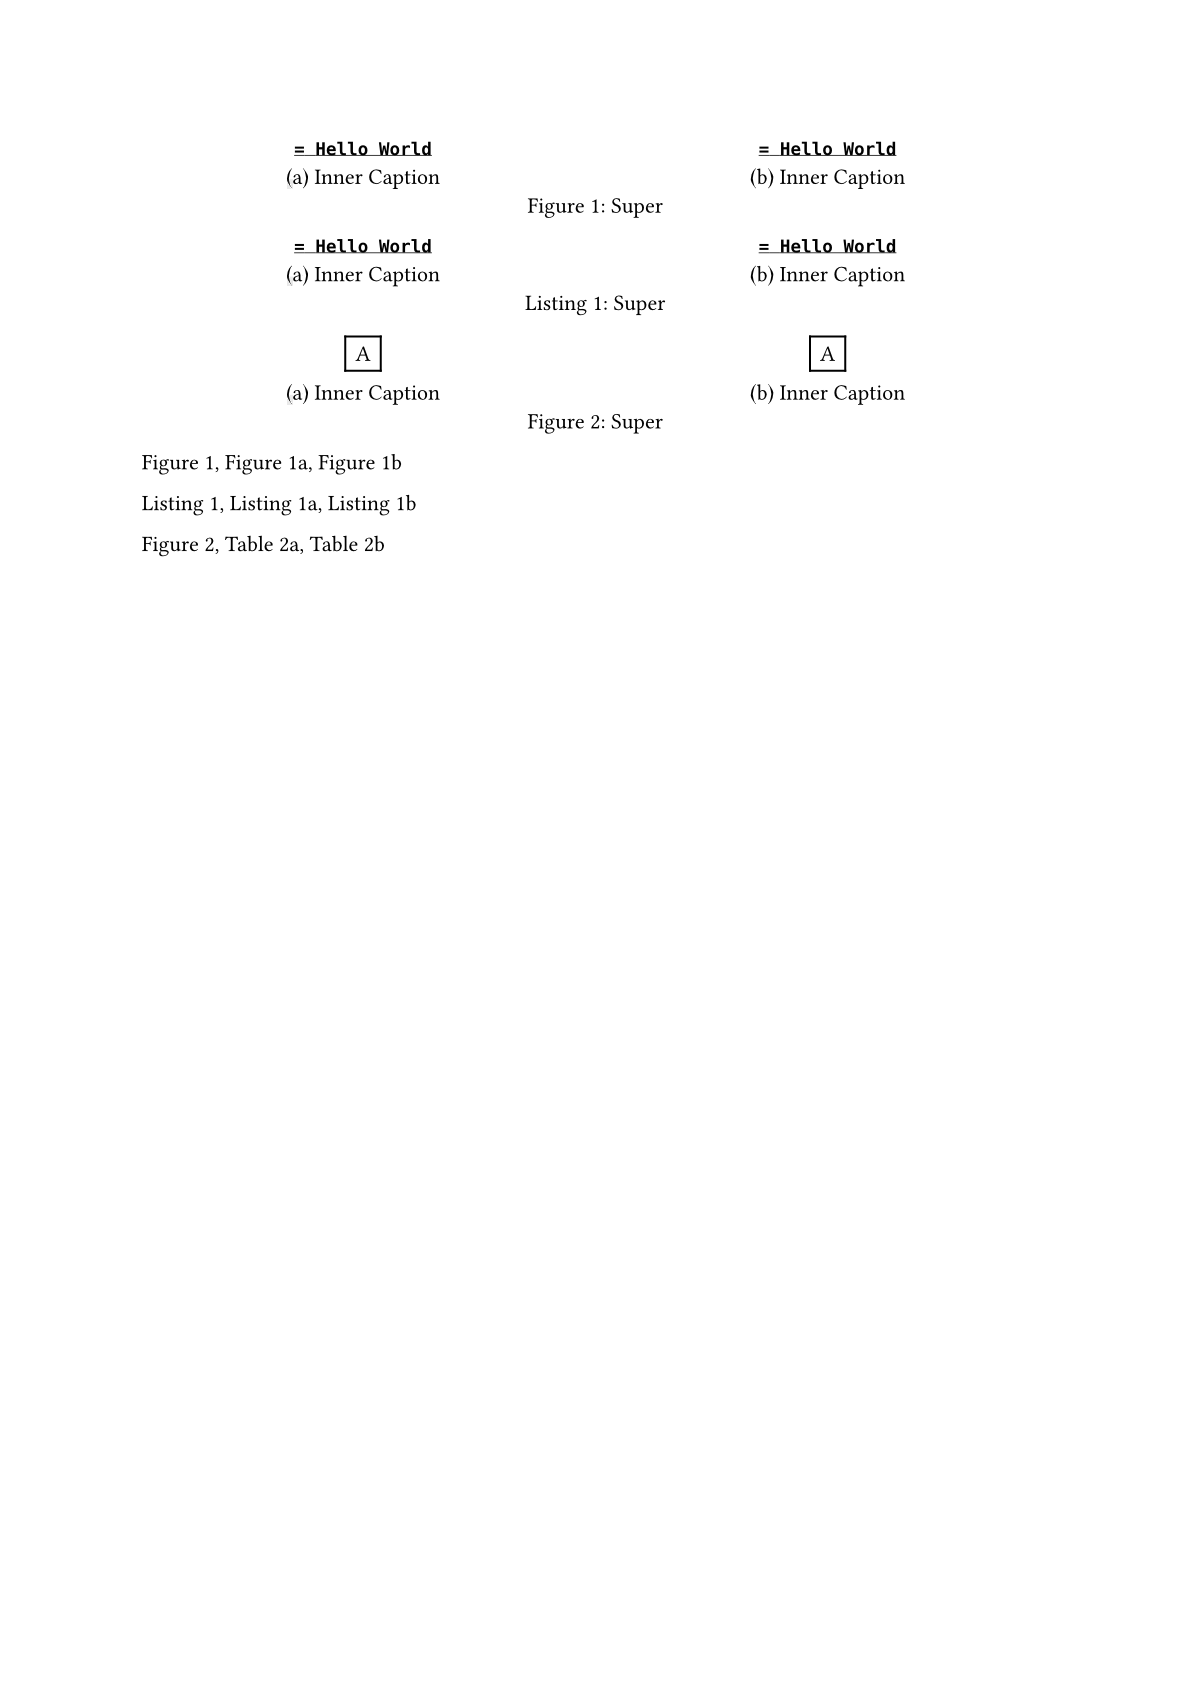 = Hello World = Hello World
(a) Inner Caption (b) Inner Caption
Figure 1: Super
= Hello World = Hello World
(a) Inner Caption (b) Inner Caption
Listing 1: Super
A A
(a) Inner Caption (b) Inner Caption
Figure 2: Super
Figure 1, Figure 1a, Figure 1b
Listing 1, Listing 1a, Listing 1b
Figure 2, Table 2a, Table 2b